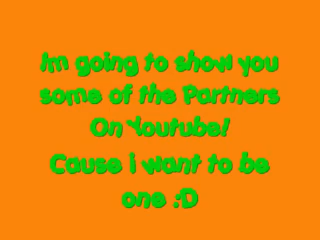 Im going to show you
some of the Partners
On Youtube!
Cause i want to be
one :D